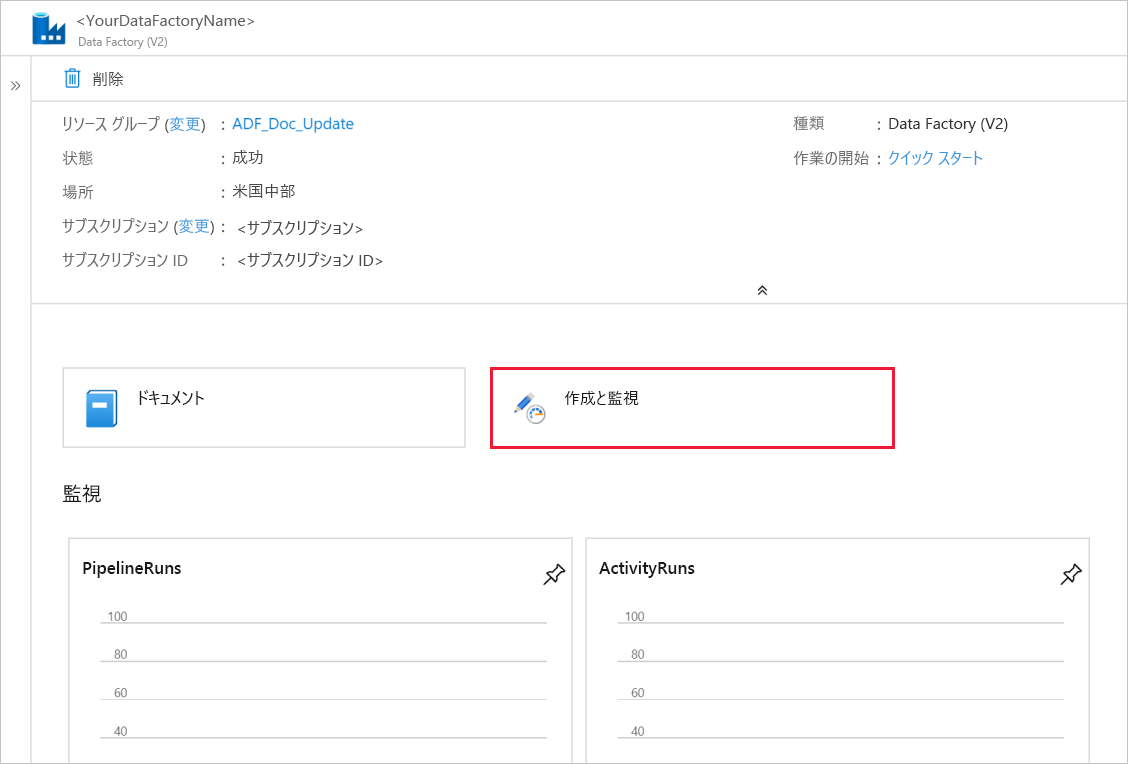 <YourDataFactoryName>
Data Factory (V2)
削除
リソース グループ (変更) : ADF_Doc_Update
種類 : Data Factory (V2)
状態 : 成功
作業の開始 : クイック スタート
場所 : 米国中部
サブスクリプション (変更) : <サブスクリプション>
サブスクリプション ID : <サブスクリプション ID>
ドキュメント
作成と監視
監視
PipelineRuns
100
80
60
40
ActivityRuns
100
80
60
40